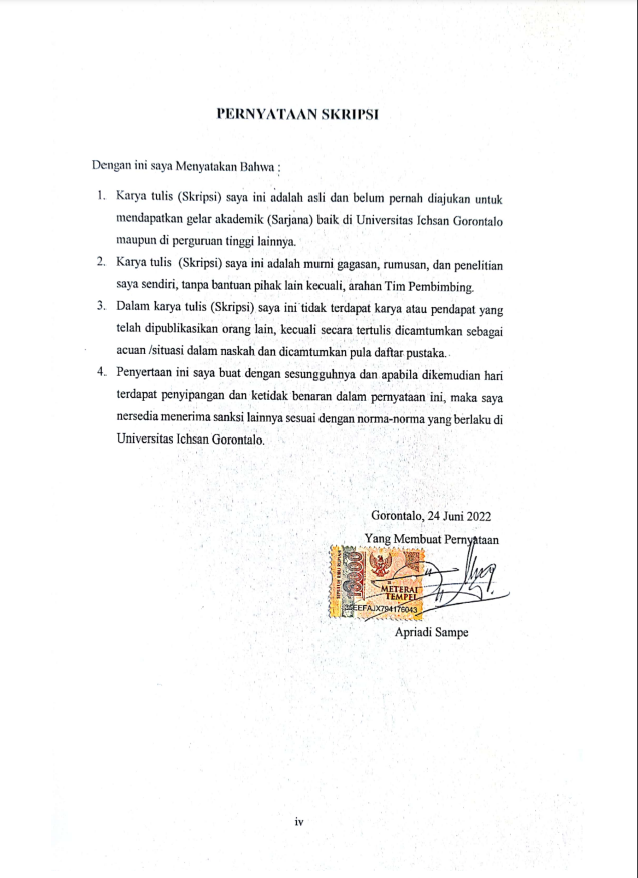 PERNYATAAN SKRIPSI
Dengan ini saya Menyatakan Bahwa :
1. Karya tulis (Skripsi) saya ini adalah asli dan belum pernah diajukan untuk
mendapatkan gelar akademik (Sarjana) baik di Universitas Ichsan Gorontalo
maupun di perguruan tinggi lainnya.
2. Karya tulis (Skripsi) saya ini adalah murni gagasan, rumusan, dan penelitian
saya sendiri, tanpa bantuan pihak lain kecuali, arahan Tim Pembimbing.
3. Dalam karya tulis (Skripsi) saya ini tidak terdapat karya atau pendapat yang
telah dipublikasikan orang lain, kecuali secara tertulis dicamtumkan sebagai
acuan /situasi dalam naskah dan dicamtumkan pula daftar pustaka.
4. Penyertaan ini saya buat dengan sesungguhnya dan apabila dikemudian hari
terdapat penyipangan dan ketidak benaran dalam pernyataan ini, maka saya
nersedia menerima sanksi lainnya sesuai dengan norma-norma yang berlaku di
Universitas Ichsan Gorontalo.
Gorontalo, 24 Juni 2022
Yang Membuat Pernyataan
METERAI
TEMPEL
EFAJX794176043
Apriadi Sampe
iv